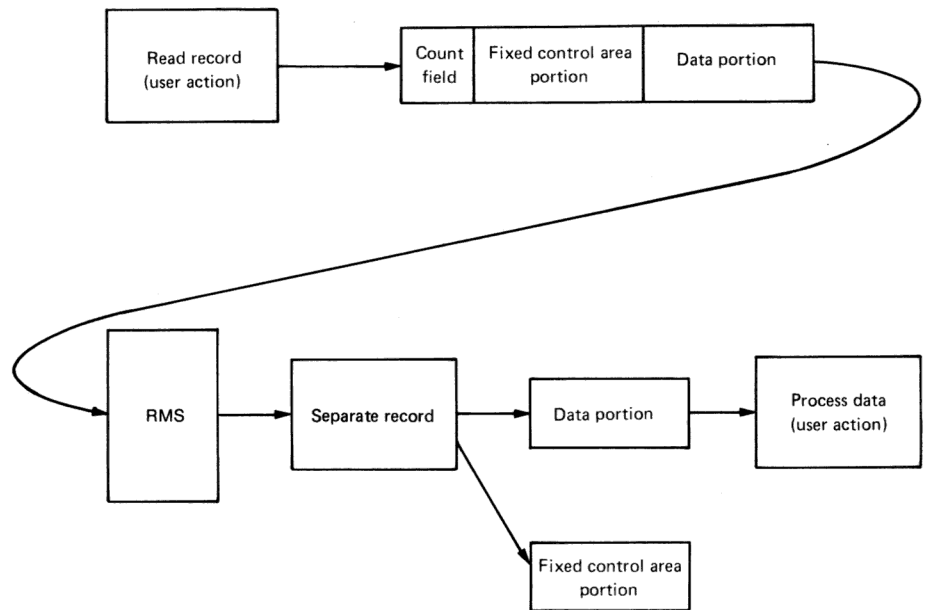 Read record
(user action)
Count
field
Fixed control area
portion
Data portion
RMS
Separate record
Data portion
Process data
(user action)
Fixed control area
portion